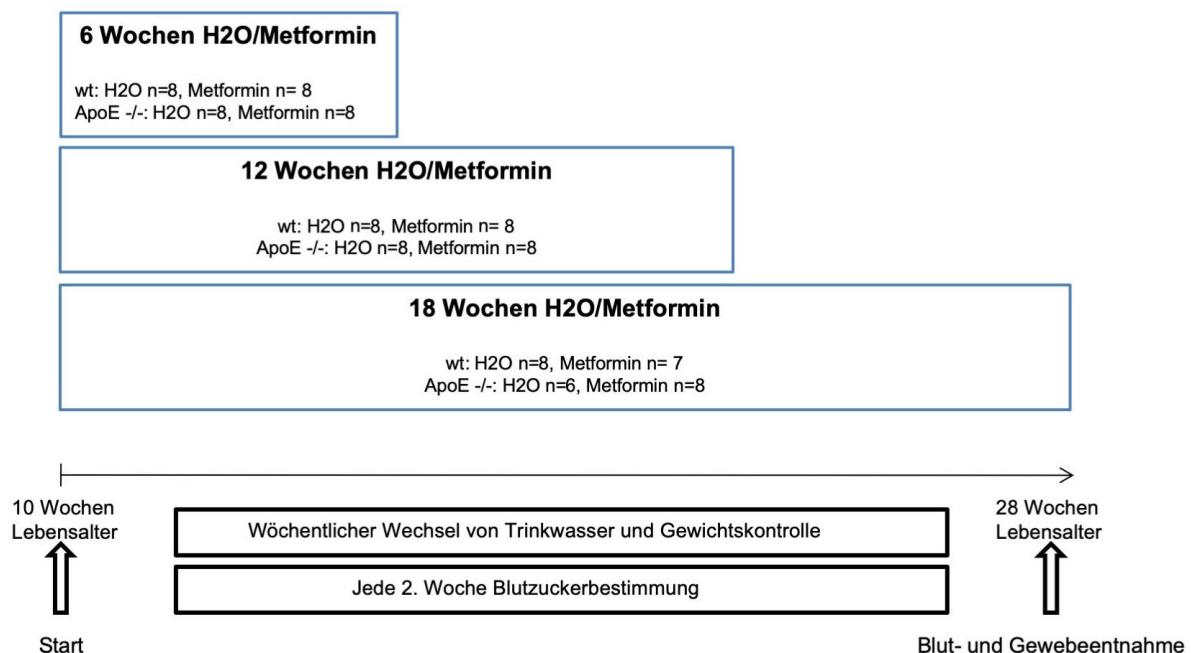 6 Wochen H2O/Metformin
wt: H2O n=8, Metformin n= 8
ApoE -/-: H2O n=8, Metformin n=8
12 Wochen H2O/Metformin
wt: H2O n=8, Metformin n= 8
ApoE -/-: H2O n=8, Metformin n=8
18 Wochen H2O/Metformin
wt: H2O n=8, Metformin n= 7
ApoE -/-: H2O n=6, Metformin n=8
10 Wochen
Lebensalter
28 Wochen
Lebensalter
Wöchentlicher Wechsel von Trinkwasser und Gewichtskontrolle
Jede 2. Woche Blutzuckerbestimmung
Start
Blut- und Gewebeentnahme